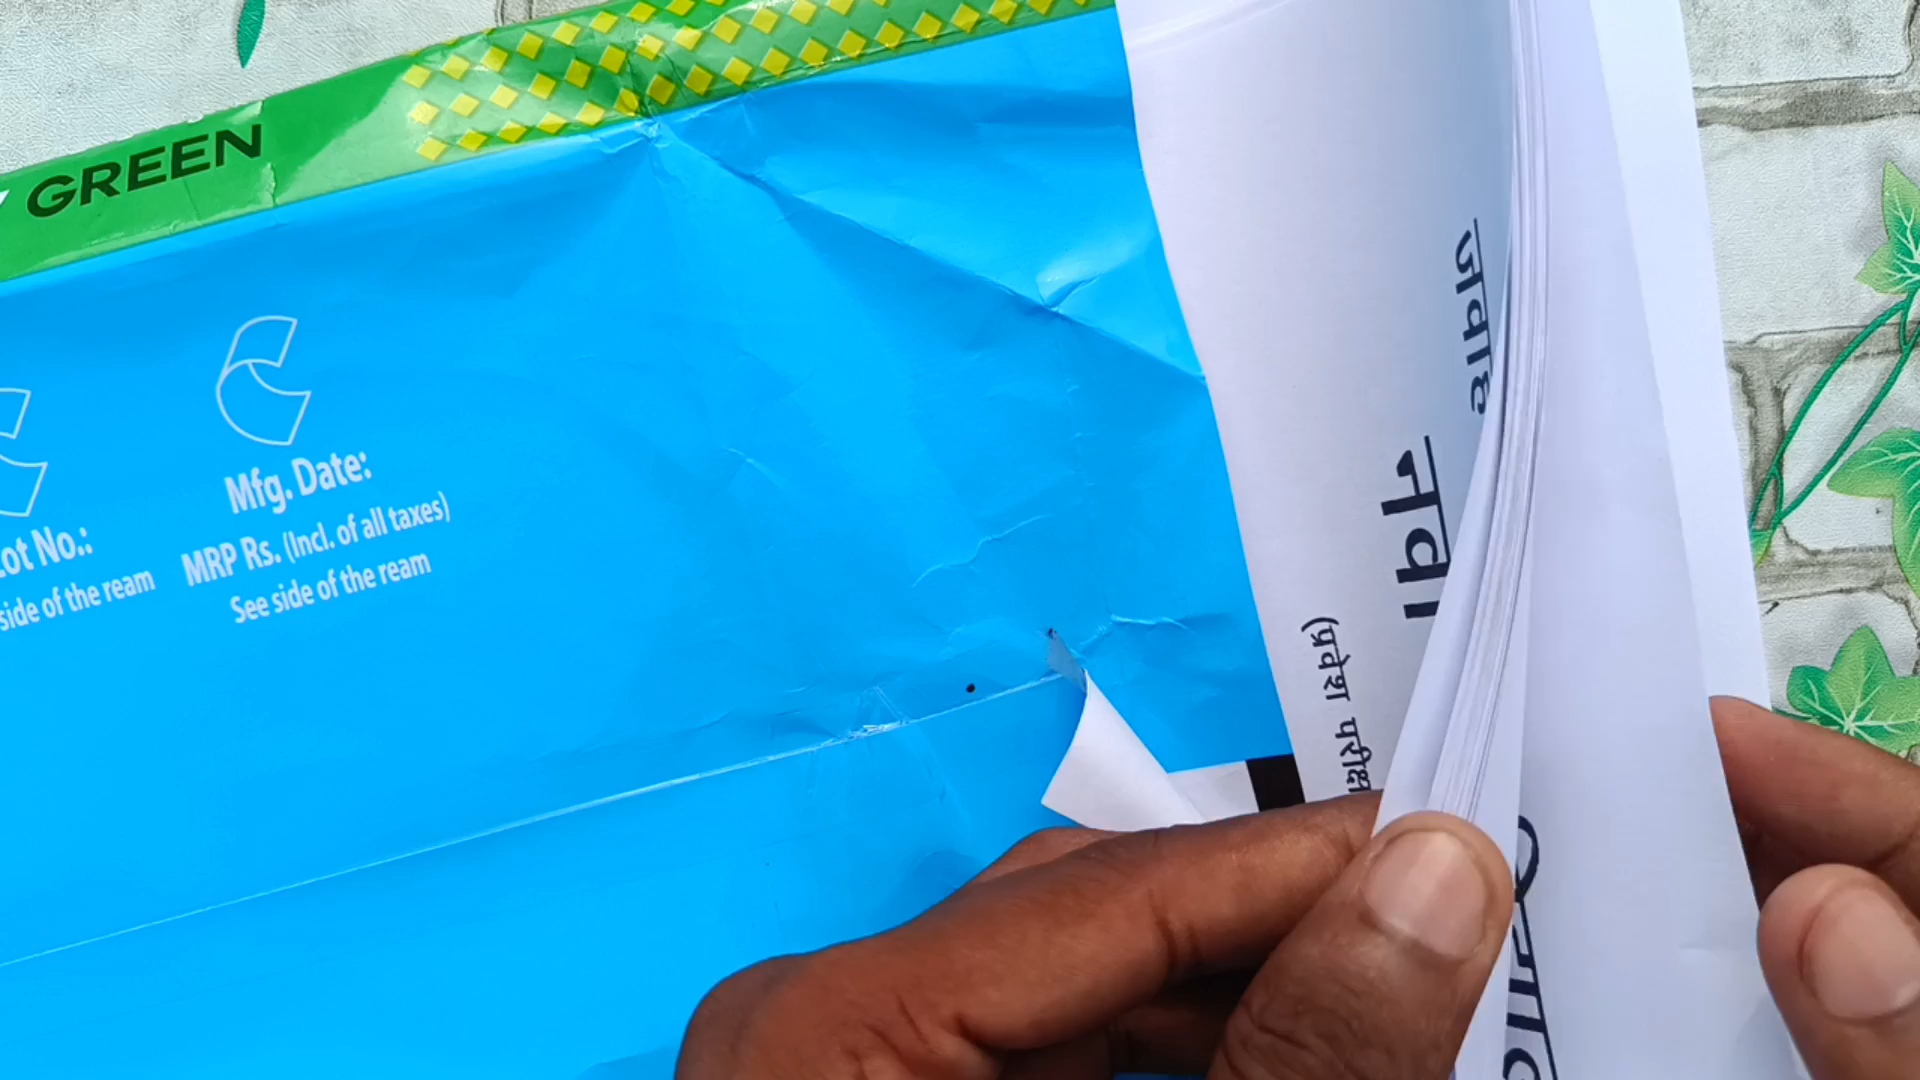 GREEN
Lot No.:
side of the ream
Mfg. Date:
MRP Rs. (Incl. of all taxes)
See side of the ream
जवाह
नवो
(प्रवेश परीक्षा